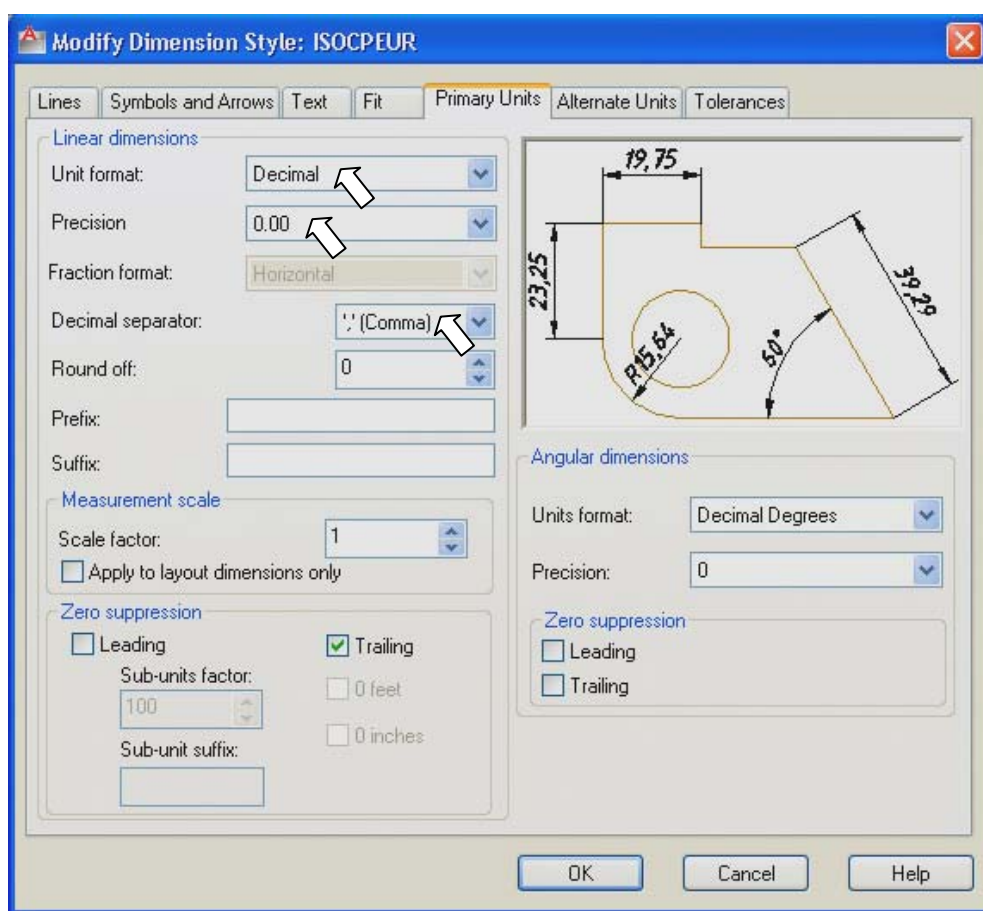 Modify Dimension Style: ISOCPEUR
Lines Symbols and Arrows Text Fit Primary Units Alternate Units Tolerances
Linear dimensions
Unit format: Decimal
Precision 0.00
Fraction format: Horizontal
Decimal separator: ',' (Comma)
Round off: 0
Prefix:
Suffix:
Measurement scale
Scale factor: 1
Apply to layout dimensions only
Zero suppression
Leading Trailing
Sub-units factor: 0 feet
100
0 inches
Sub-unit suffix:
19,75
23,25
39,29
R15,64
60°
Angular dimensions
Units format: Decimal Degrees
Precision: 0
Zero suppression
Leading
Trailing
OK Cancel Help